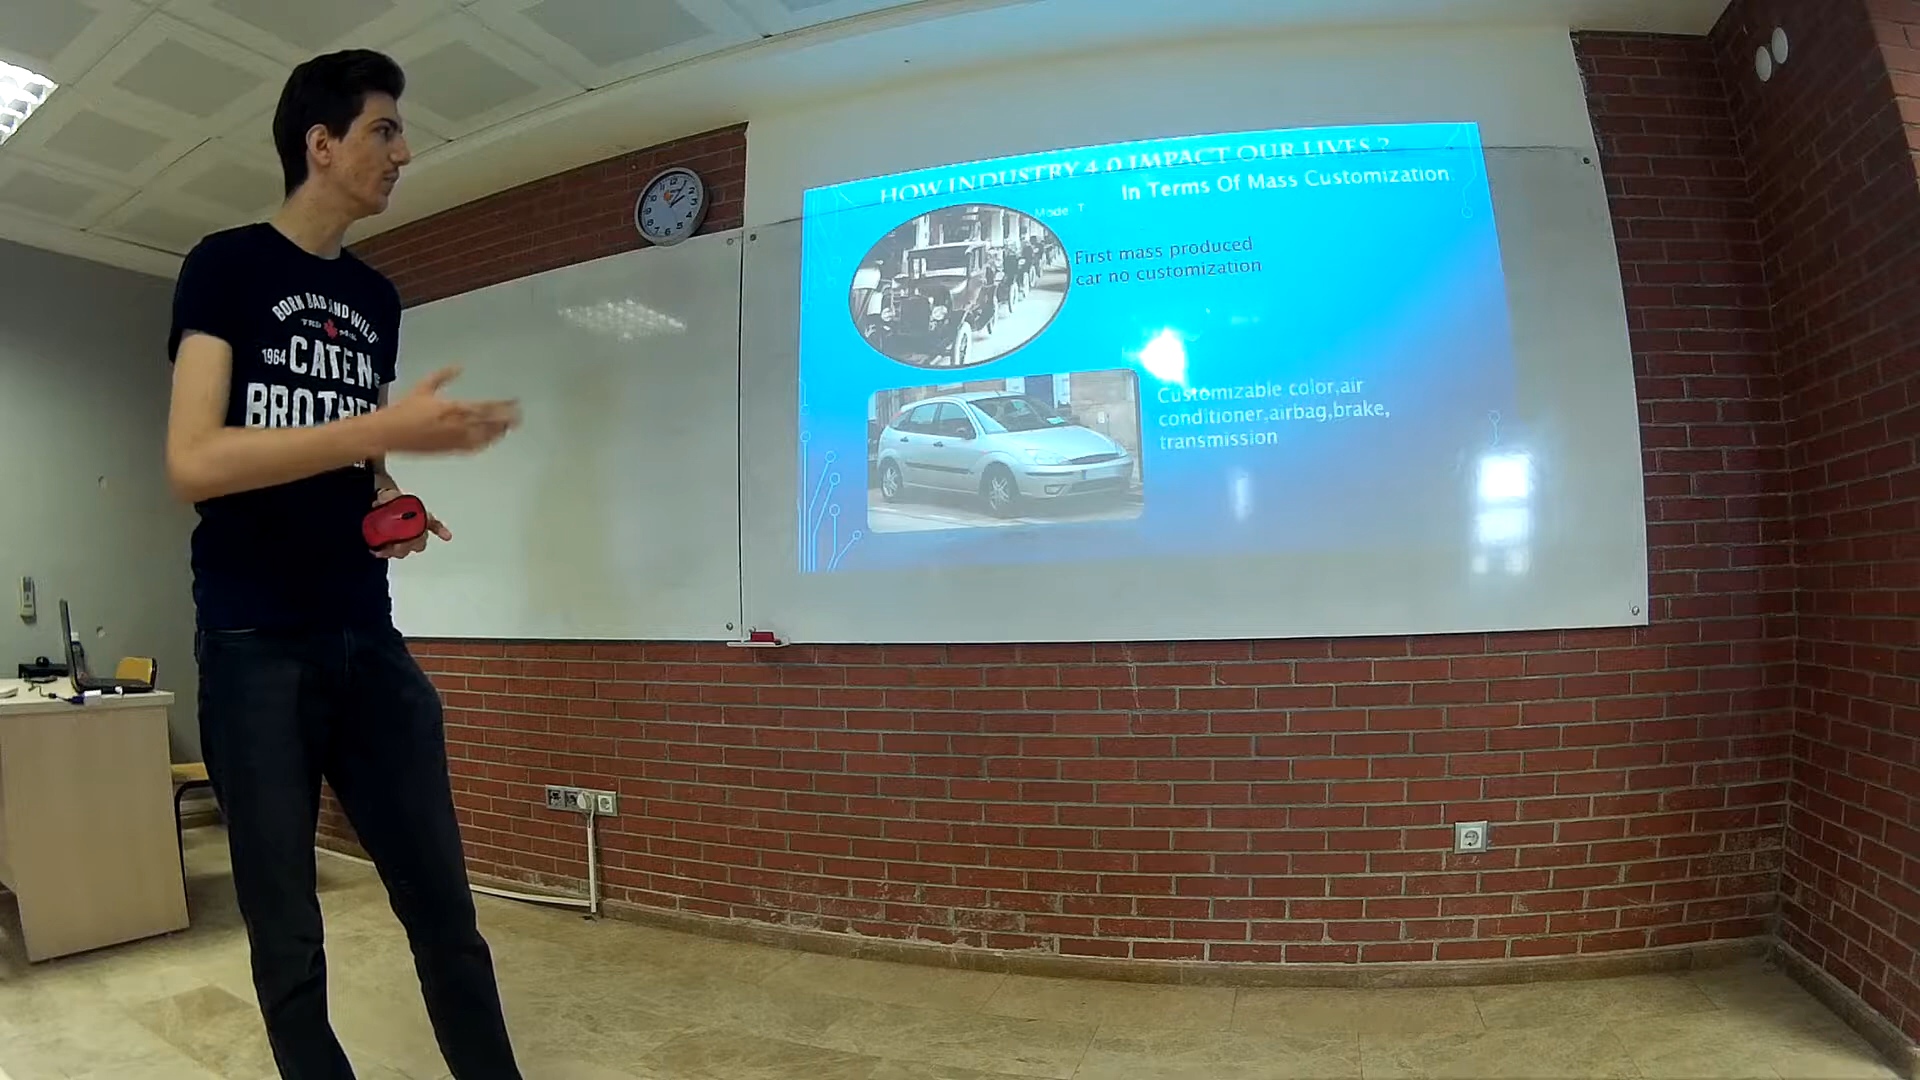 HOW INDUSTRY 4.0 IMPACT OUR LIVES ?
In Terms Of Mass Customization
Model T
First mass produced
car no customization
Customizable color,air
conditioner,airbag,brake,
transmission
BORN BAD AND WILD
1964 CATEN